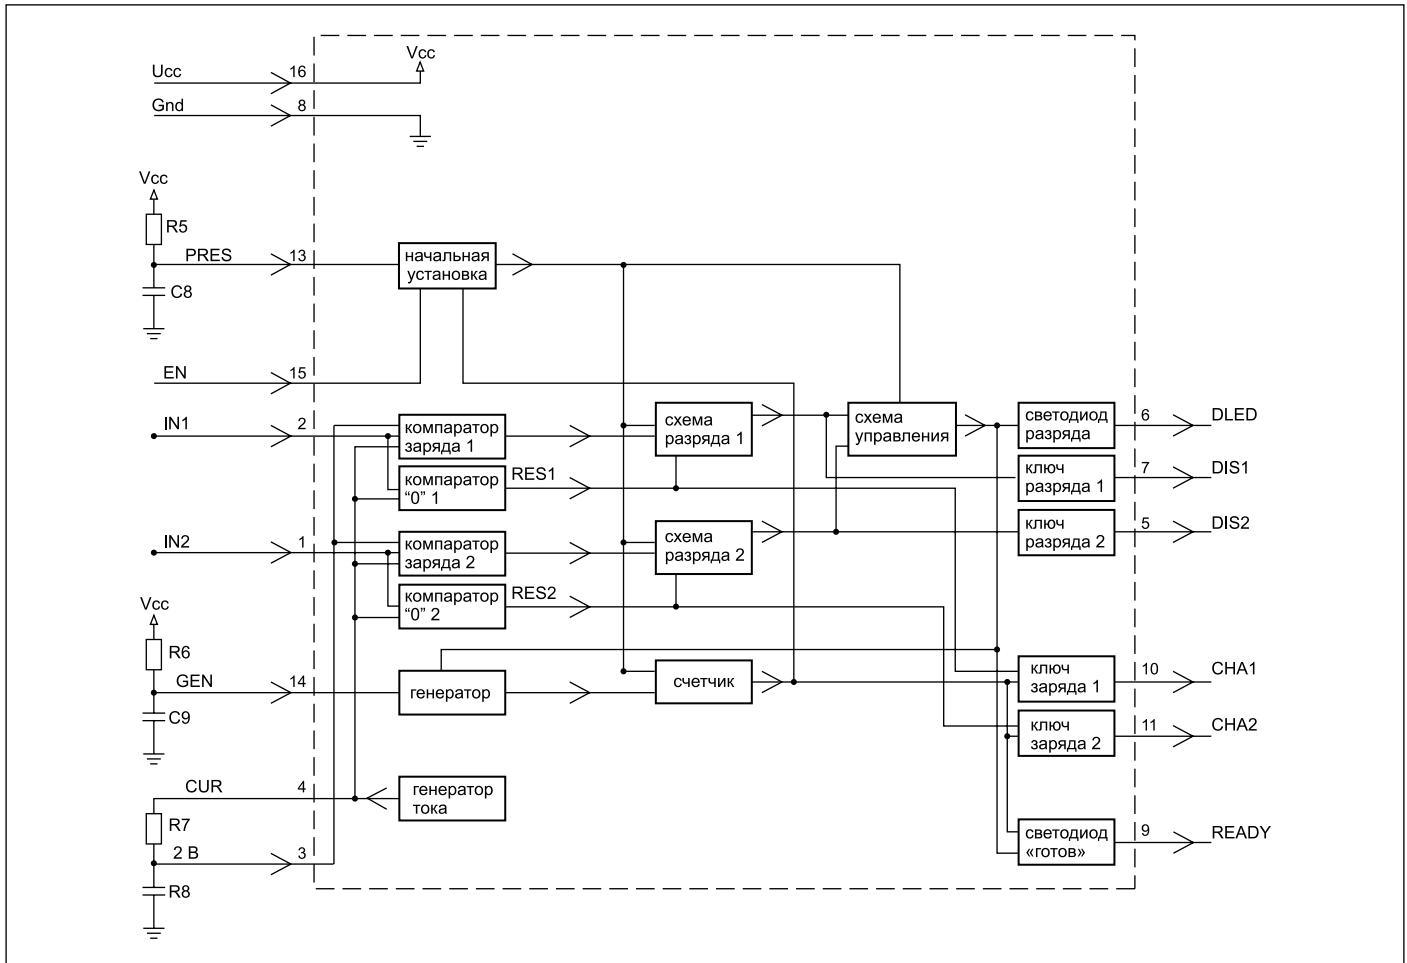 Vcc
Ucc 16
Gnd 8
Vcc
R5
PRES 13
C8
начальная
установка
EN 15
IN1 2
компаратор
заряда 1
схема
разряда 1
схема
управления
светодиод
разряда
6 DLED
компаратор
“0” 1
RES1
ключ
разряда 1
7 DIS1
IN2 1
компаратор
заряда 2
схема
разряда 2
ключ
разряда 2
5 DIS2
компаратор
“0” 2
RES2
Vcc
R6
GEN 14
C9
генератор
счетчик
ключ
заряда 1
10 CHA1
ключ
заряда 2
11 CHA2
CUR 4
генератор
тока
R7
2 В 3
R8
светодиод
«готов»
9 READY